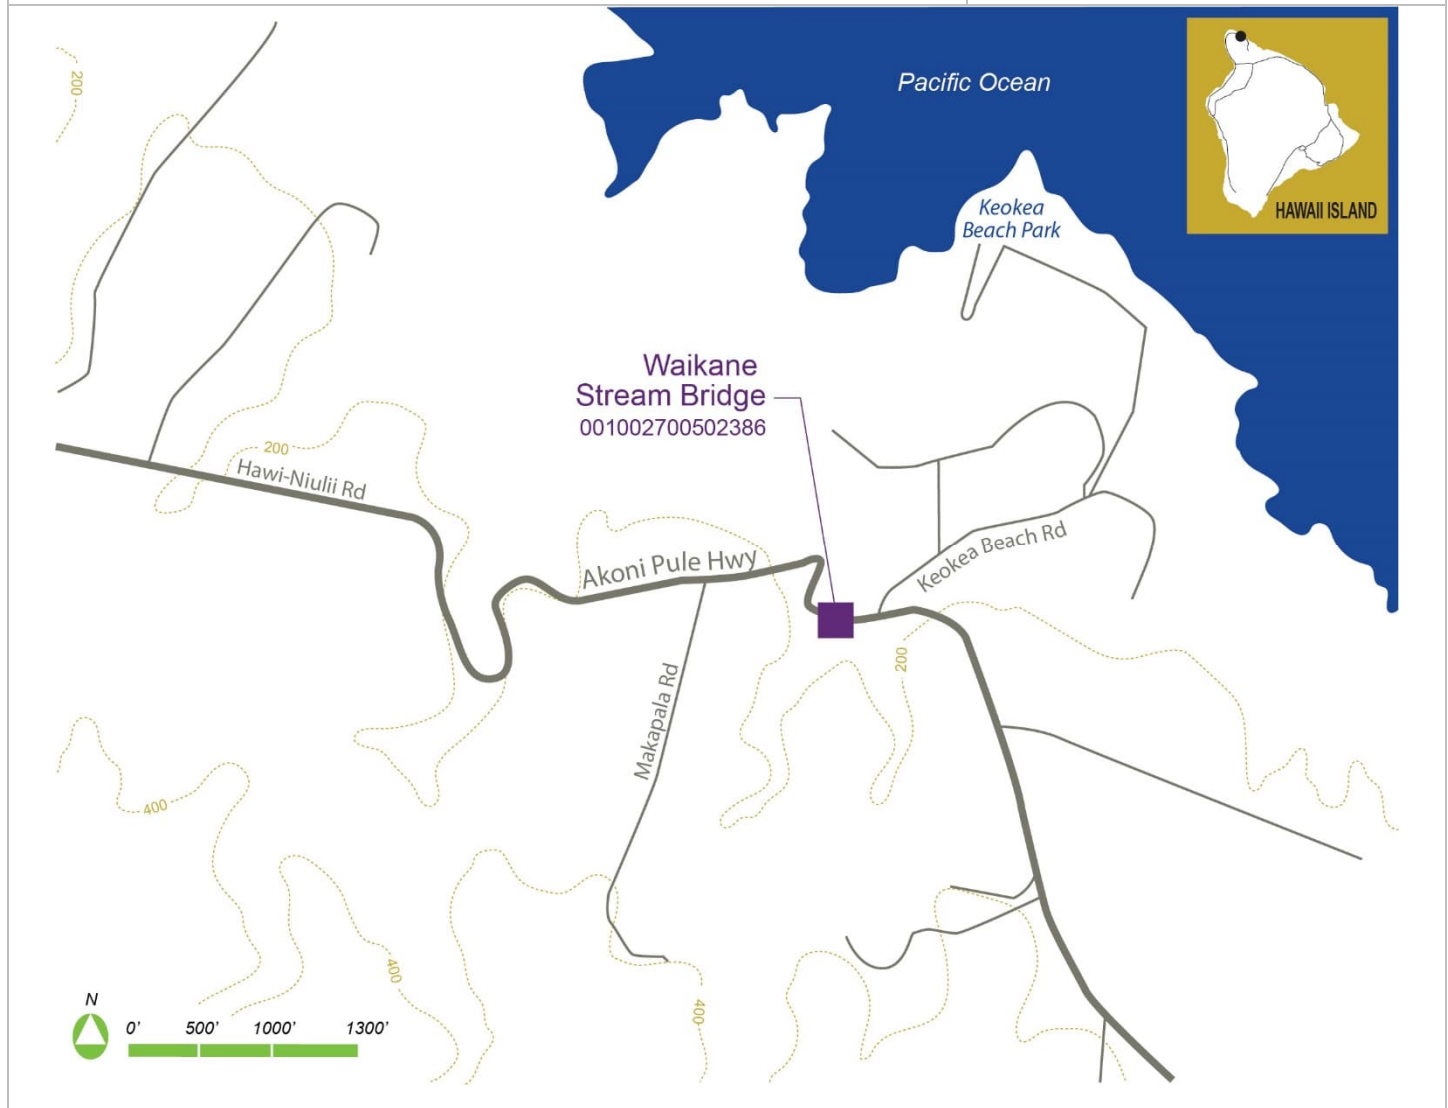 200
Pacific Ocean
HAWAII ISLAND
Keokea
Beach Park
Waikane
Stream Bridge
001002700502386
200
Hawi-Niulii Rd
Akoni Pule Hwy
Keokea Beach Rd
200
Makapala Rd
400
400
400
N
0’ 500’ 1000’ 1300’